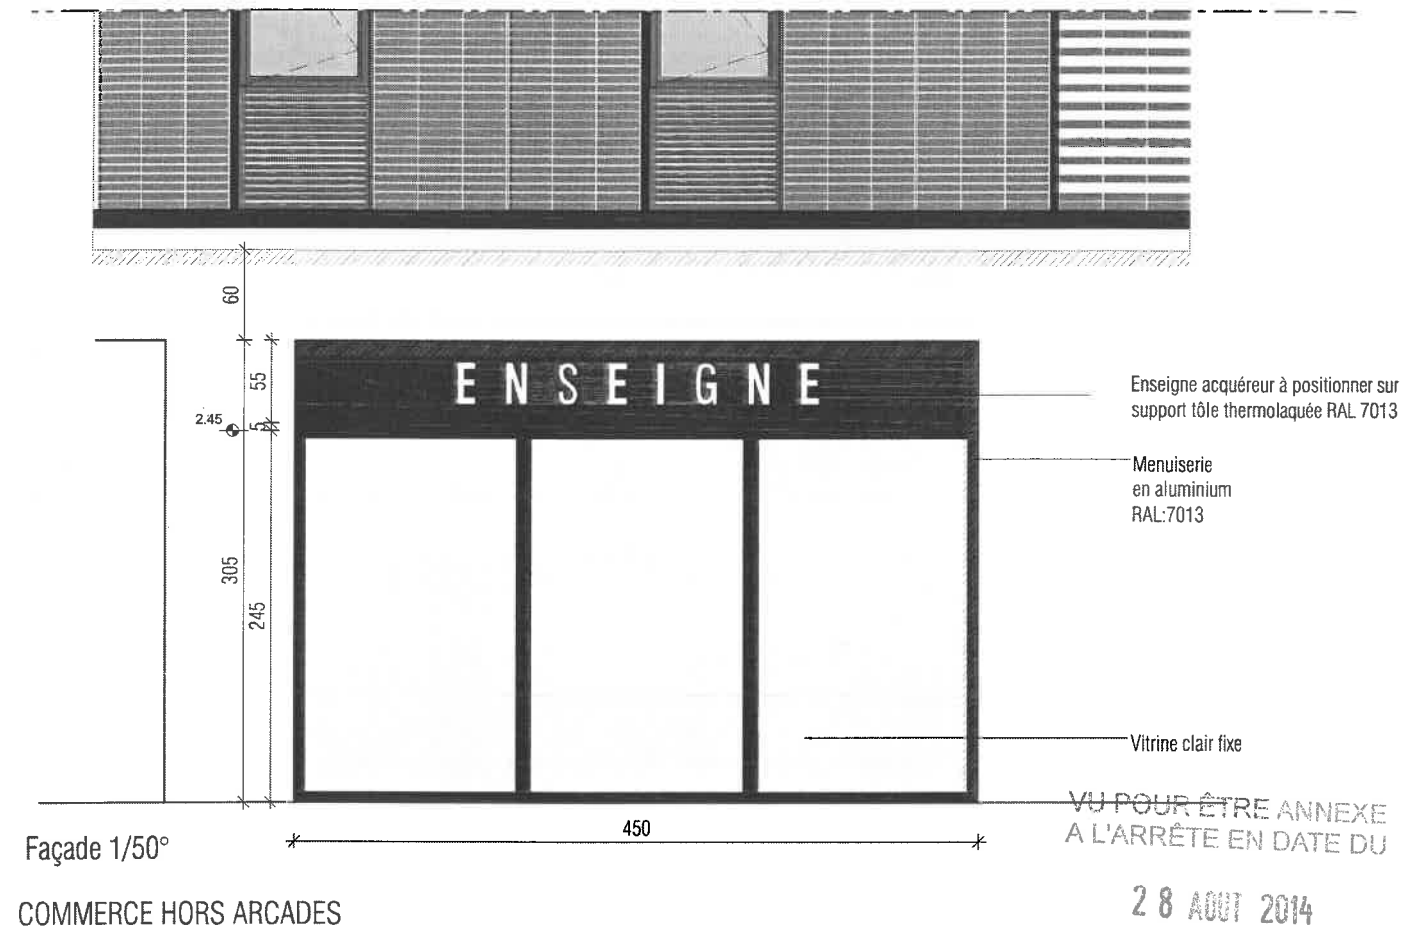 60
ENSEIGNE
55
2.45
5
Enseigne acquéreur à positionner sur
support tôle thermolaquée RAL 7013
Menuiserie
en aluminium
RAL:7013
305
245
Vitrine clair fixe
450
Façade 1/50°
VU POUR ÊTRE ANNEXE
A L'ARRÊTE EN DATE DU
28 AOUT 2014
COMMERCE HORS ARCADES